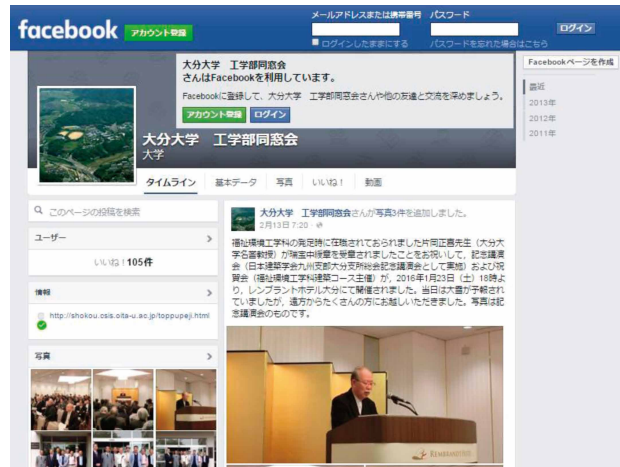 facebook
アカウント登録
メールアドレスまたは携帯番号
パスワード
ログイン
ログインしたままにする
パスワードを忘れた場合はこちら
大分大学　工学部同窓会
さんはFacebookを利用しています。
Facebookに登録して、大分大学　工学部同窓会さんや他の友達と交流を深めましょう。
アカウント登録
ログイン
大分大学　工学部同窓会
大学
Facebookページを作成
最近
2013年
2012年
2011年
タイムライン
基本データ
写真
いいね！
動画
このページの投稿を検索
ユーザー
いいね！105件
情報
http://shokou.csis.oita-u.ac.jp/toppupeji.html
写真
大分大学　工学部同窓会さんが写真3件を追加しました。
2月13日 7:20
福祉環境工学科の発足時に在職されておられました片岡正喜先生（大分大
学名誉教授）が瑞宝中綬章を受章されましたことをお祝いして，記念講演
会（日本建築学会九州支部大分支所総会記念講演会として実施）および祝
賀会（福祉環境工学科建築コース主催）が，2016年1月23日（土）18時よ
り，レンブラントホテル大分にて開催されました。当日は大雪が予報され
ていましたが，遠方からたくさんの方にお越しいただきました。写真は記
念講演会のものです。
REMBRANDT HOTEL